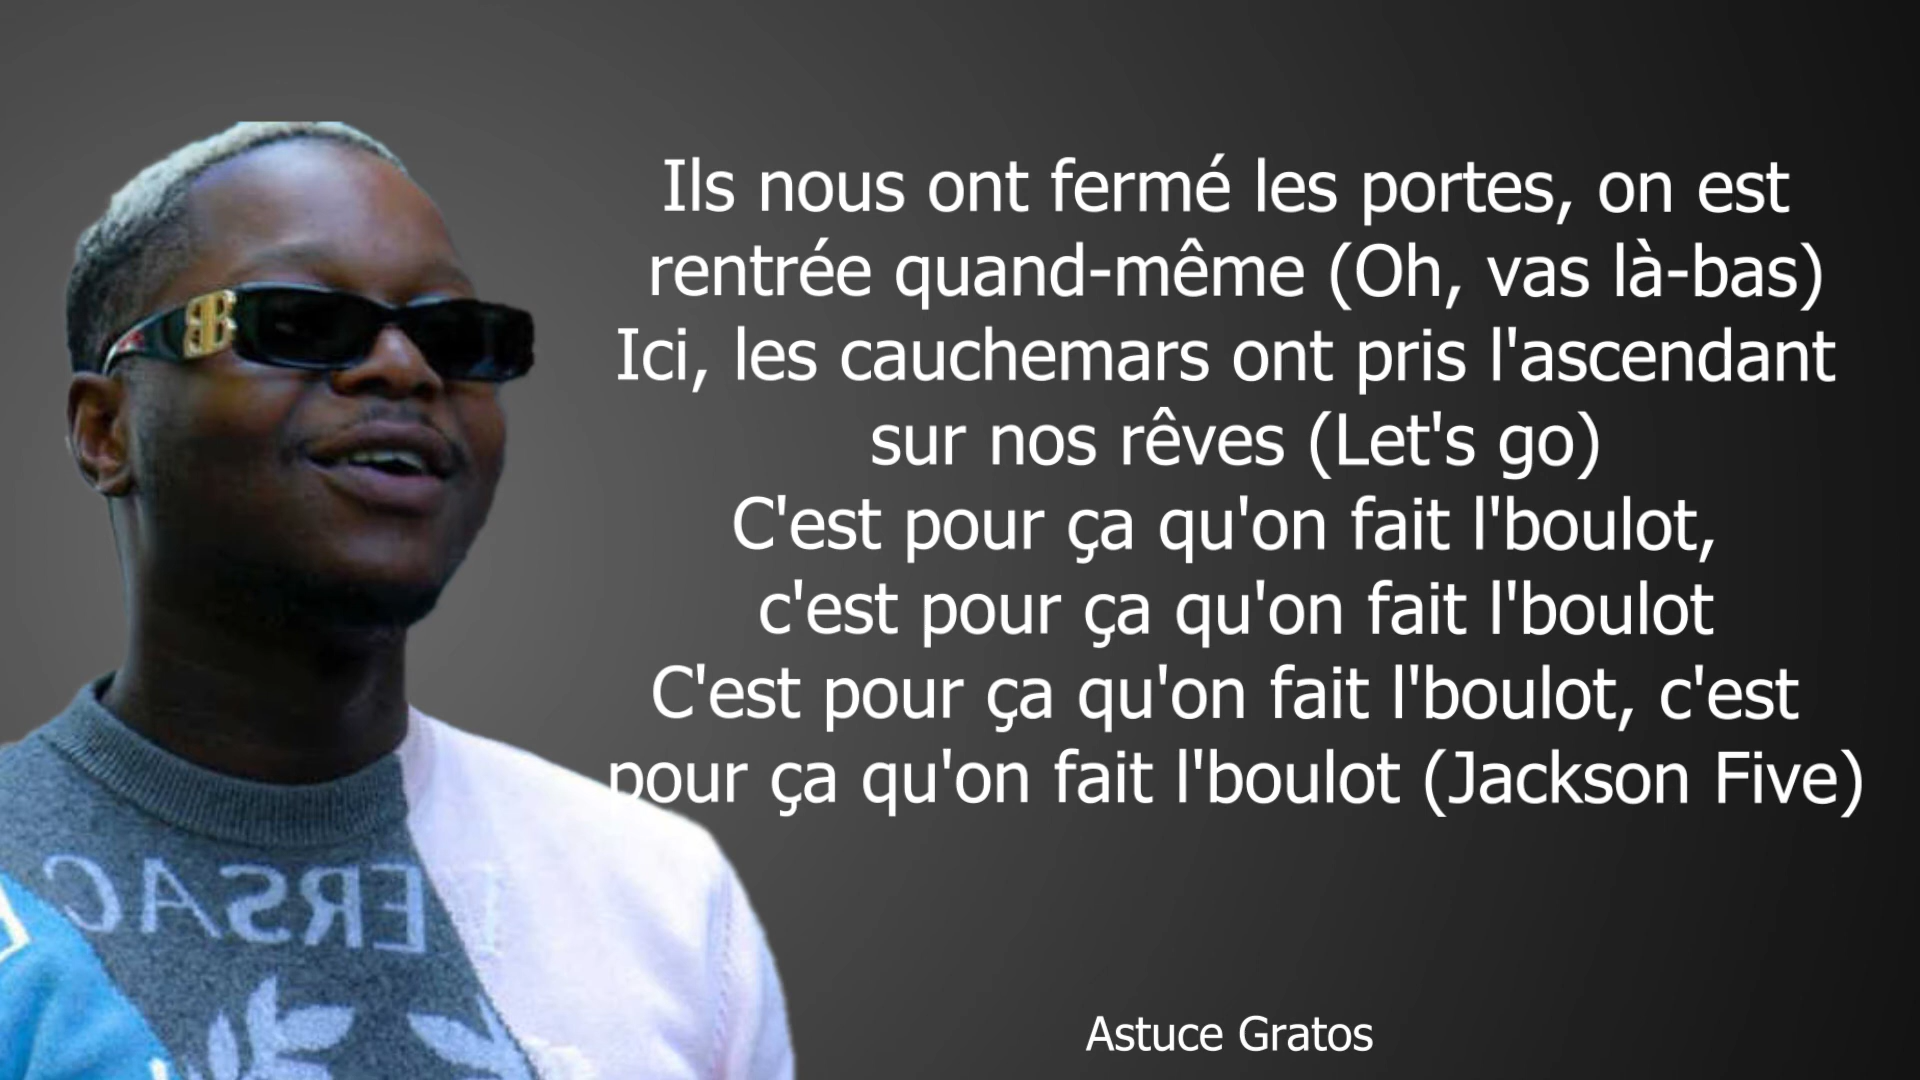 Ils nous ont fermé les portes, on est
rentrée quand-même (Oh, vas là-bas)
Ici, les cauchemars ont pris l'ascendant
sur nos rêves (Let's go)
C'est pour ça qu'on fait l'boulot,
c'est pour ça qu'on fait l'boulot
C'est pour ça qu'on fait l'boulot, c'est
pour ça qu'on fait l'boulot (Jackson Five)
VERSAC
Astuce Gratos